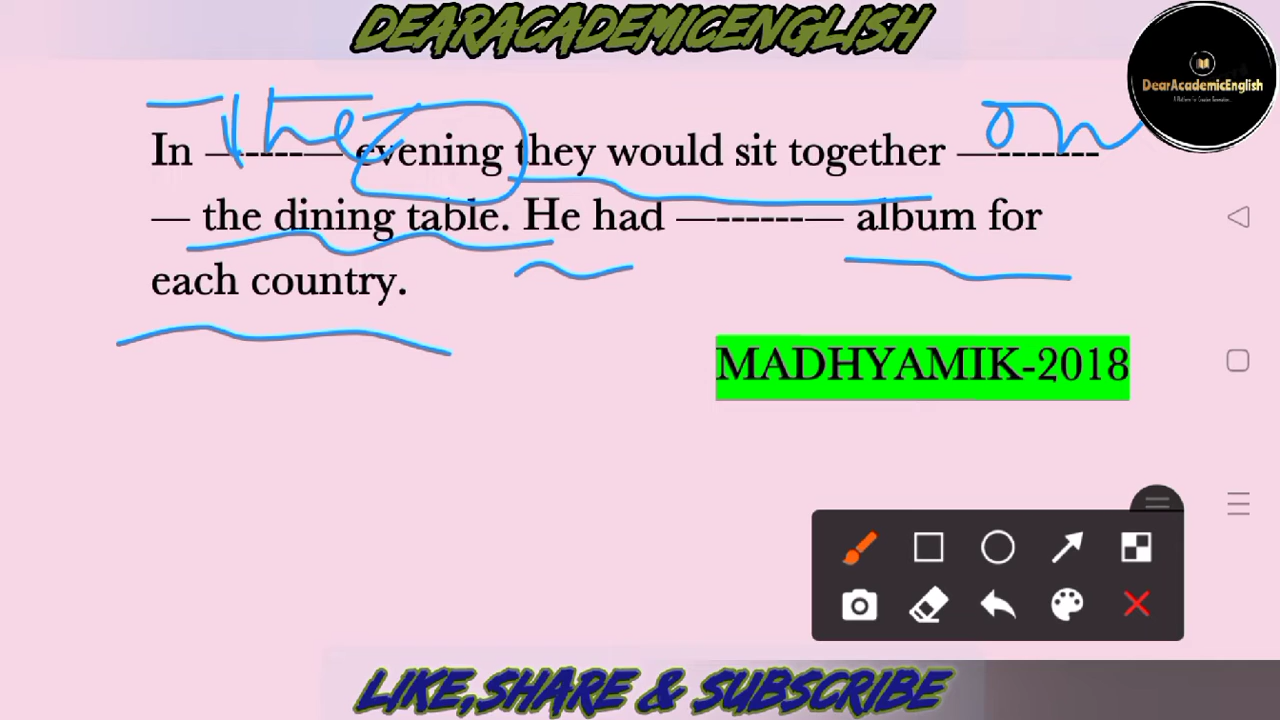 DEARACADEMICENGLISH
DearAcademicEnglish
The
on
In —------— evening they would sit together —-------
— the dining table. He had —------— album for
each country.
MADHYAMIK-2018
LIKE,SHARE & SUBSCRIBE